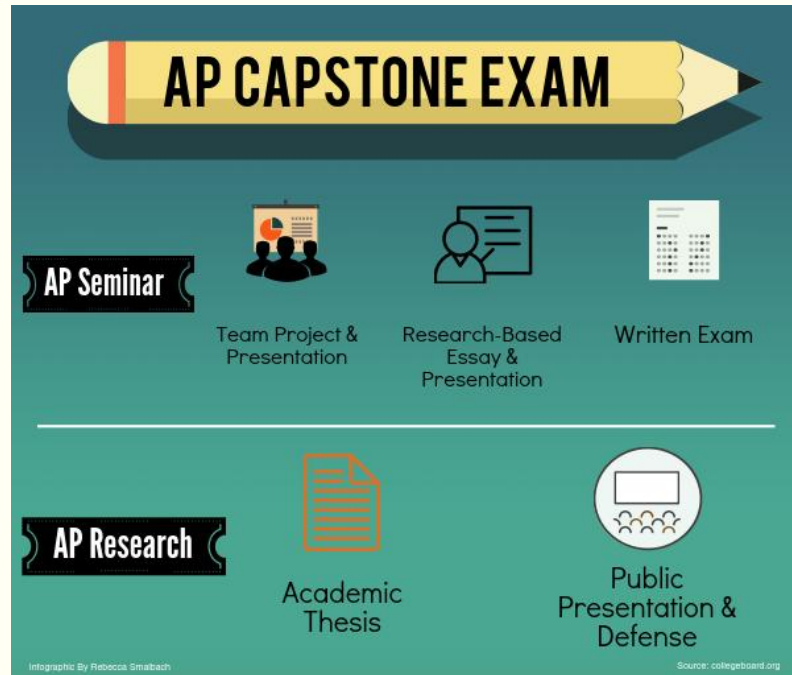 AP CAPSTONE EXAM
AP Seminar
Team Project &
Presentation
Research-Based
Essay &
Presentation
Written Exam
AP Research
Academic
Thesis
Public
Presentation &
Defense
Infographic By Rebecca Smalbach
Source: collegeboard.org